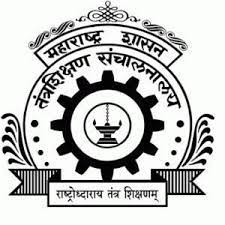 महाराष्ट्र शासन
तंत्रशिक्षण संचालनालय
राष्ट्रोध्दाराय तंत्र शिक्षणम्